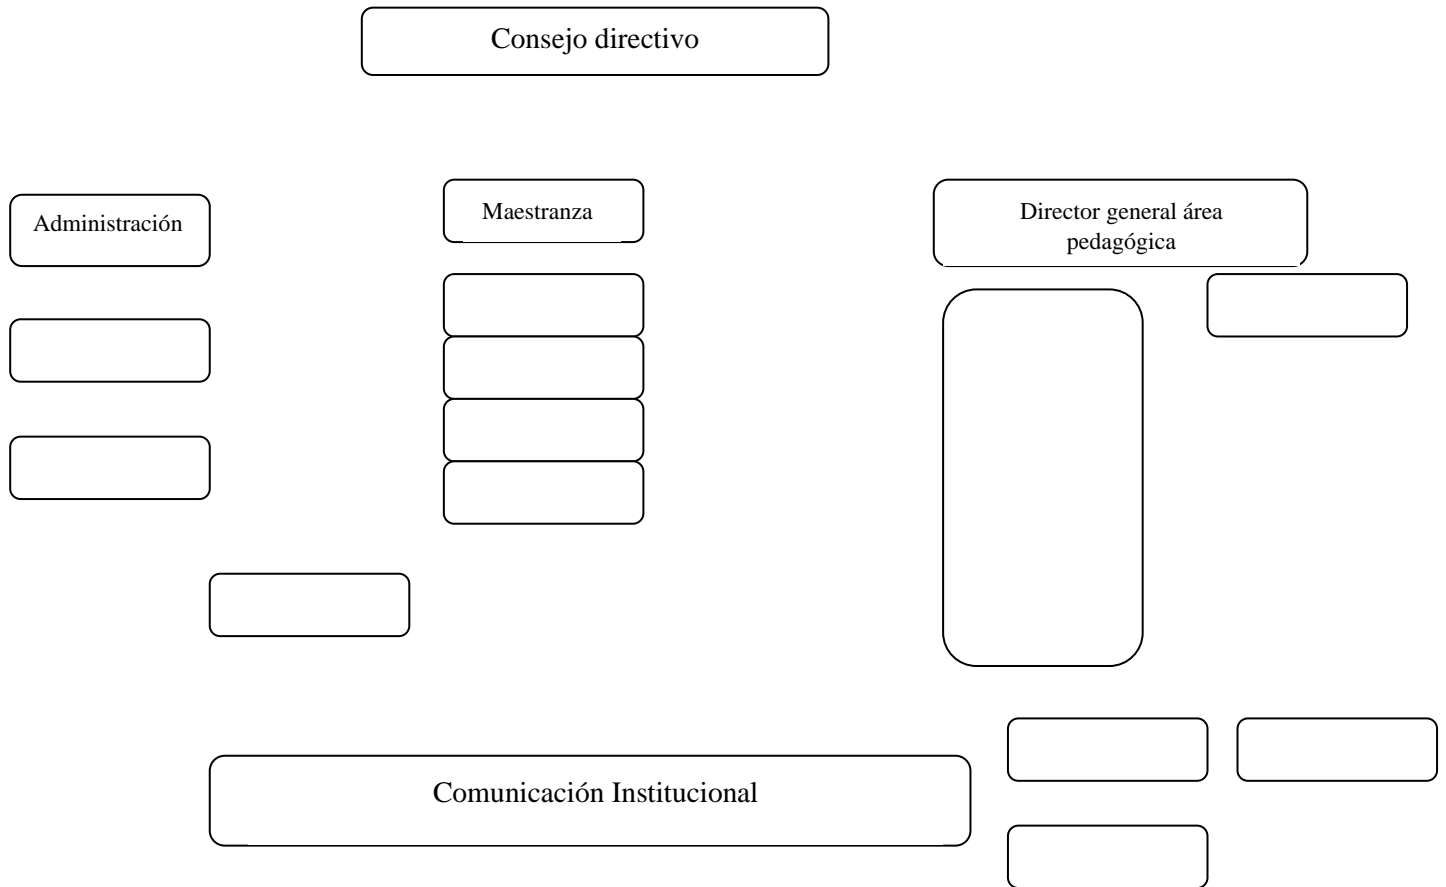 Consejo directivo
Administración
Maestranza
Director general área
pedagógica
Comunicación Institucional